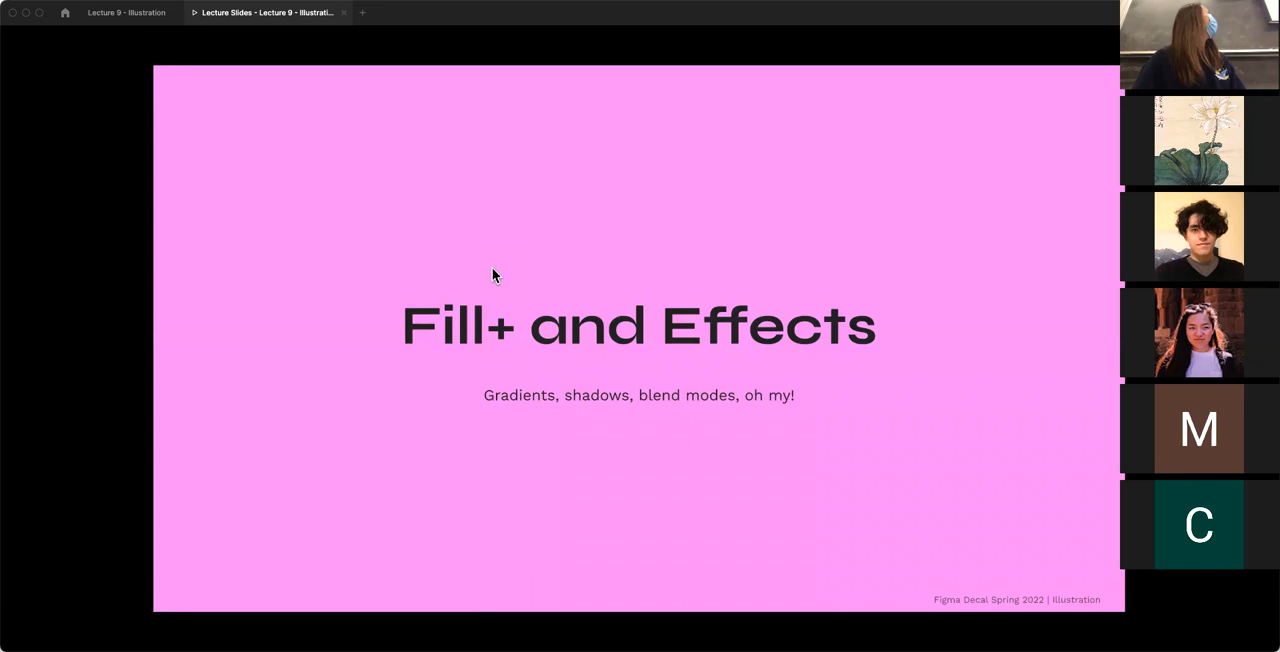 Lecture 9 - Illustration
Lecture Slides - Lecture 9 - Illustrati...
Fill+ and Effects
Gradients, shadows, blend modes, oh my!
Figma Decal Spring 2022 | Illustration
M
C